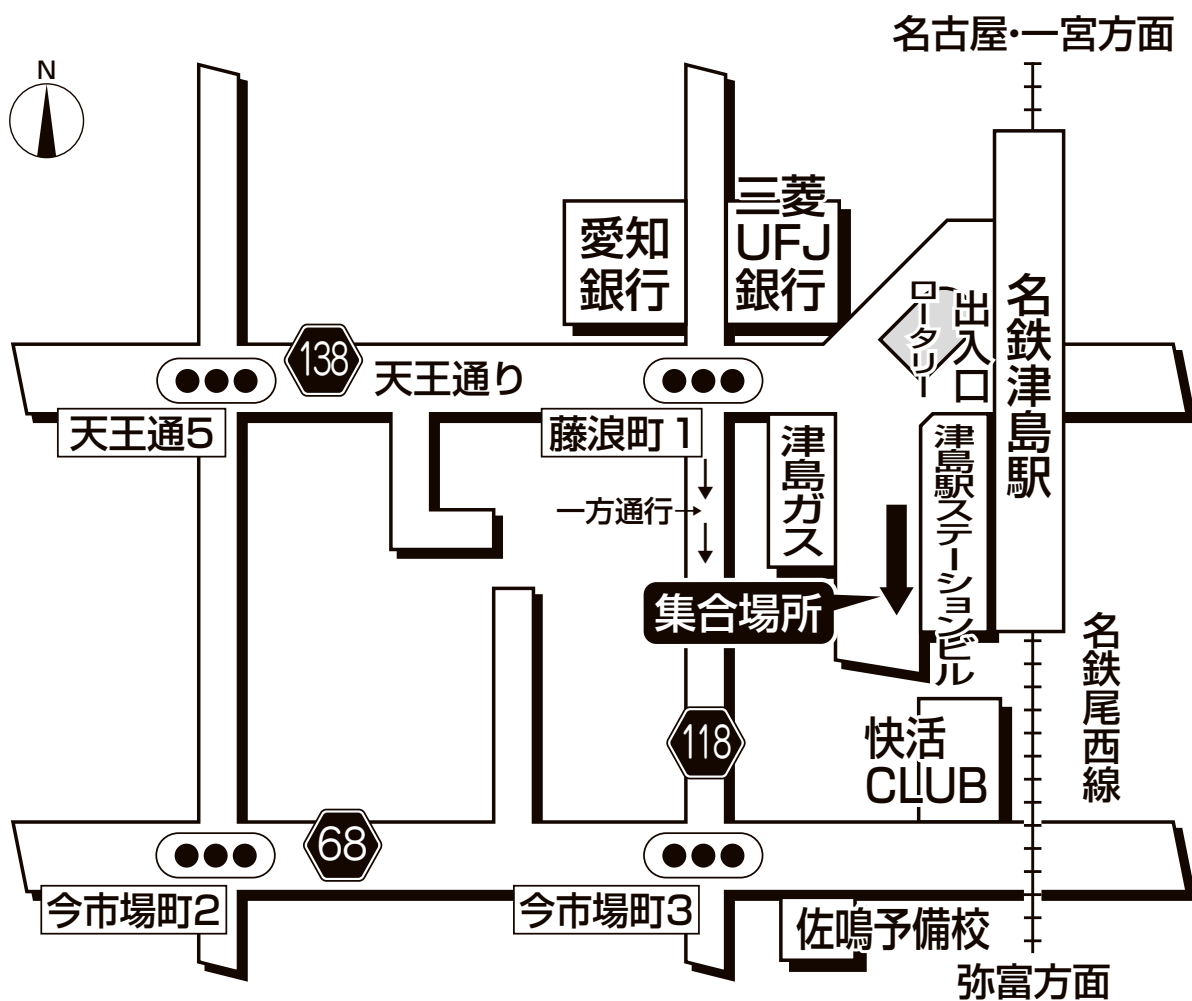 名古屋・一宮方面
N
三菱
UFJ
銀行
愛知
銀行
ロータリー
出入口
名鉄津島駅
138
天王通り
天王通5
藤浪町1
津島ガス
津島駅ステーションビル
一方通行
集合場所
名鉄尾西線
118
快活
CLUB
68
今市場町2
今市場町3
佐鳴予備校
弥富方面